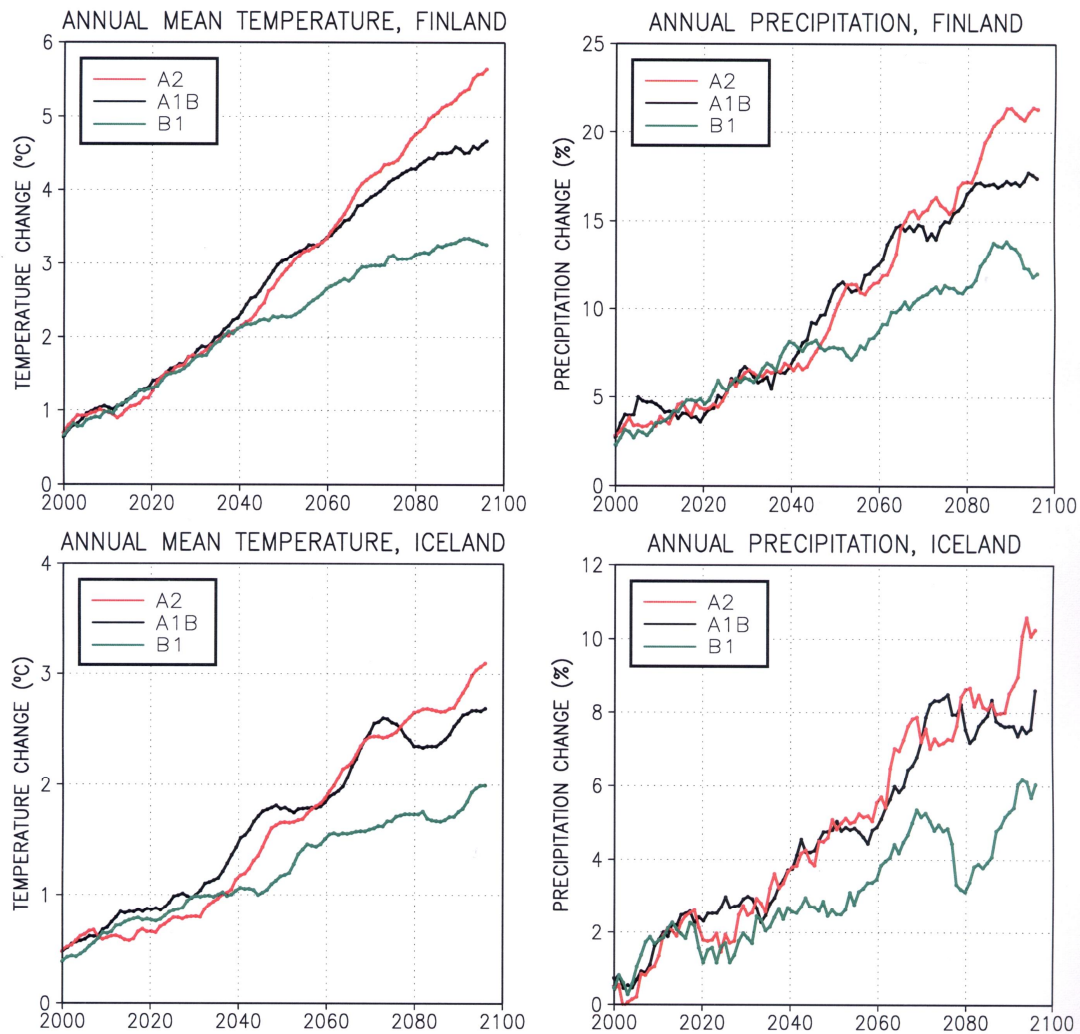 ANNUAL MEAN TEMPERATURE, FINLAND
6
5
4
3
2
1
0
TEMPERATURE CHANGE (ºC)
A2
A1B
B1
2000 2020 2040 2060 2080 2100
ANNUAL PRECIPITATION, FINLAND
25
20
15
10
5
0
PRECIPITATION CHANGE (%)
A2
A1B
B1
2000 2020 2040 2060 2080 2100
ANNUAL MEAN TEMPERATURE, ICELAND
4
3
2
1
0
TEMPERATURE CHANGE (ºC)
A2
A1B
B1
2000 2020 2040 2060 2080 2100
ANNUAL PRECIPITATION, ICELAND
12
10
8
6
4
2
0
PRECIPITATION CHANGE (%)
A2
A1B
B1
2000 2020 2040 2060 2080 2100